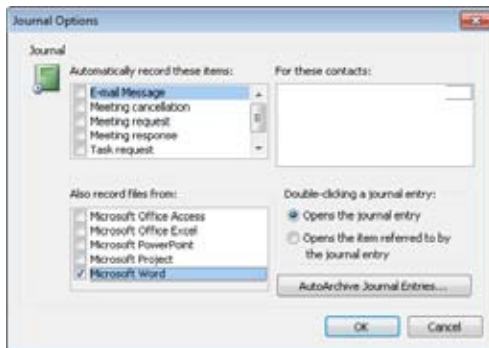 Journal Options
Journal
Automatically record these items:
E-mail Message
Meeting cancellation
Meeting request
Meeting response
Task request
For these contacts:
Also record files from:
Microsoft Office Access
Microsoft Office Excel
Microsoft PowerPoint
Microsoft Project
Microsoft Word
Double-clicking a journal entry:
Opens the journal entry
Opens the item referred to by
the journal entry
AutoArchive Journal Entries...
OK
Cancel